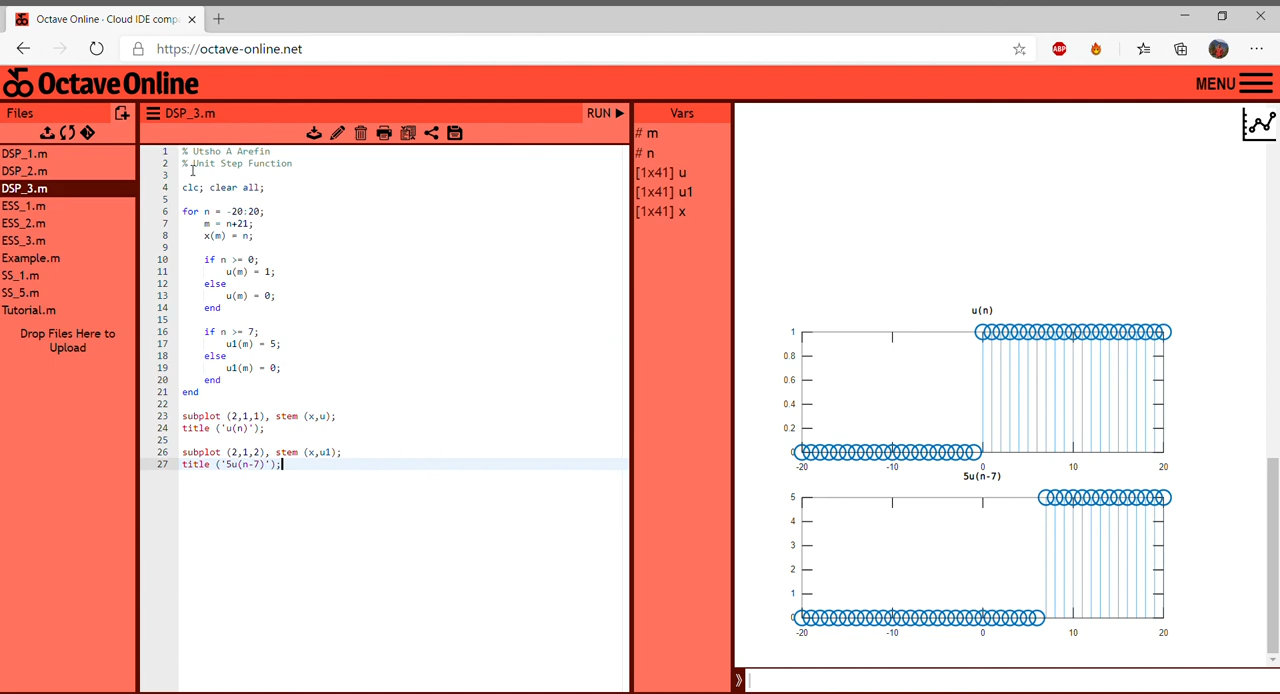 Octave Online · Cloud IDE comp
https://octave-online.net
ABP
Octave Online
MENU
Files
DSP_3.m
RUN
Vars
DSP_1.m
DSP_2.m
DSP_3.m
ESS_1.m
ESS_2.m
ESS_3.m
Example.m
SS_1.m
SS_5.m
Tutorial.m
Drop Files Here to
Upload
1 % Utsho A Arefin
2 % Unit Step Function
3
4 clc; clear all;
5
6 for n = -20:20;
7 m = n+21;
8 x(m) = n;
9
10 if n >= 0;
11 u(m) = 1;
12 else
13 u(m) = 0;
14 end
15
16 if n >= 7;
17 u1(m) = 5;
18 else
19 u1(m) = 0;
20 end
21 end
22
23 subplot (2,1,1), stem (x,u);
24 title ('u(n)');
25
26 subplot (2,1,2), stem (x,u1);
27 title ('5u(n-7)');
# m
# n
[1x41] u
[1x41] u1
[1x41] x
u(n)
1
0.8
0.6
0.4
0.2
0
-20 -10 0 10 20
5u(n-7)
5
4
3
2
1
0
-20 -10 0 10 20